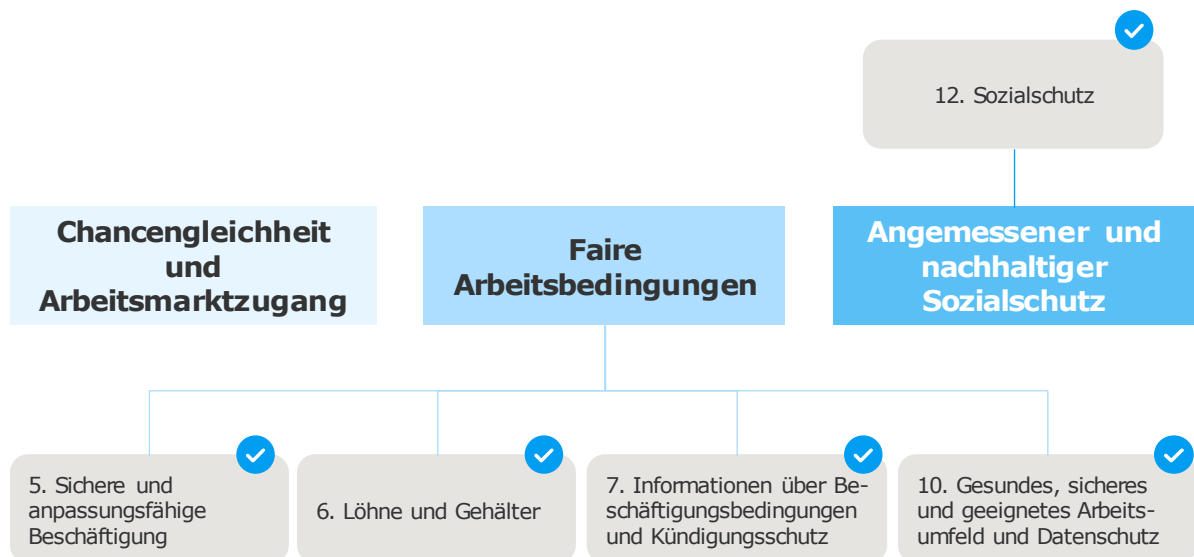 12. Sozialschutz
Chancengleichheit
und
Arbeitsmarktzugang
Faire
Arbeitsbedingungen
Angemessener und
nachhaltiger
Sozialschutz
5. Sichere und
anpassungsfähige
Beschäftigung
6. Löhne und Gehälter
7. Informationen über Be-
schäftigungsbedingungen
und Kündigungsschutz
10. Gesundes, sicheres
und geeignetes Arbeits-
umfeld und Datenschutz